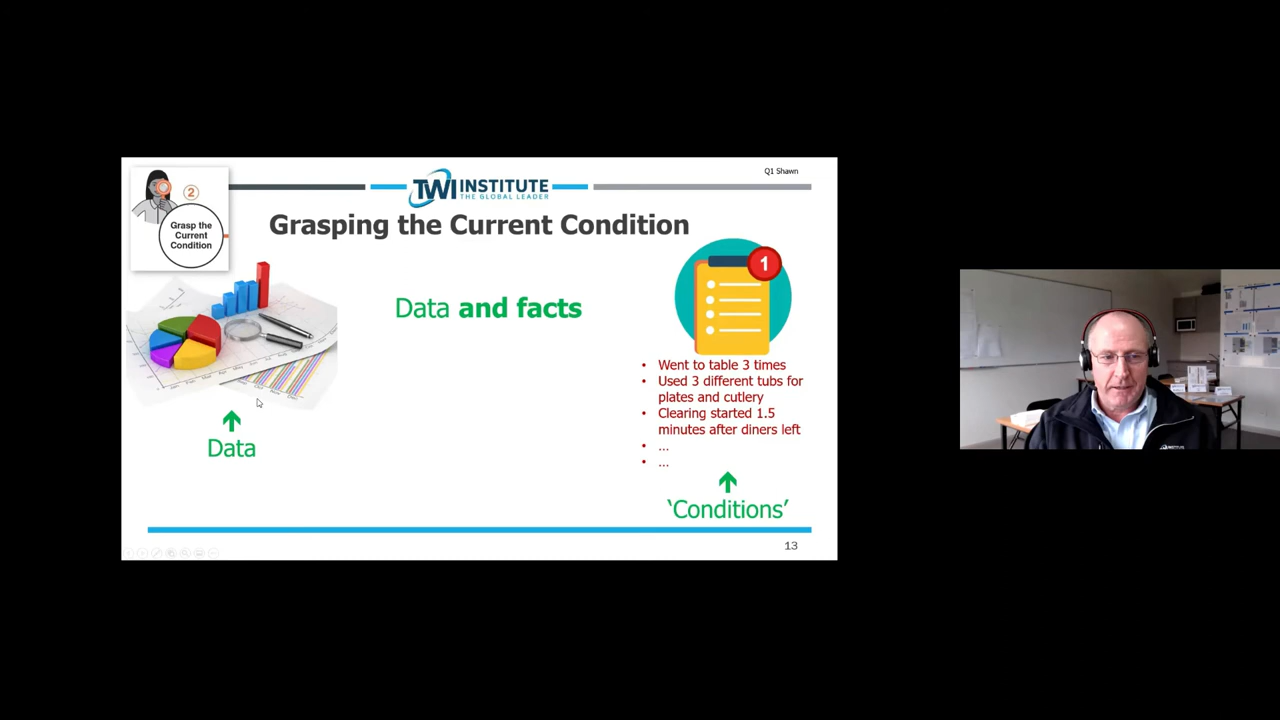 Q1 Shawn
TWI INSTITUTE
THE GLOBAL LEADER
2
Grasp the
Current
Condition
Grasping the Current Condition
1
Data and facts
• Went to table 3 times
• Used 3 different tubs for
plates and cutlery
• Clearing started 1.5
minutes after diners left
• ...
• ...
Data
‘Conditions’
13